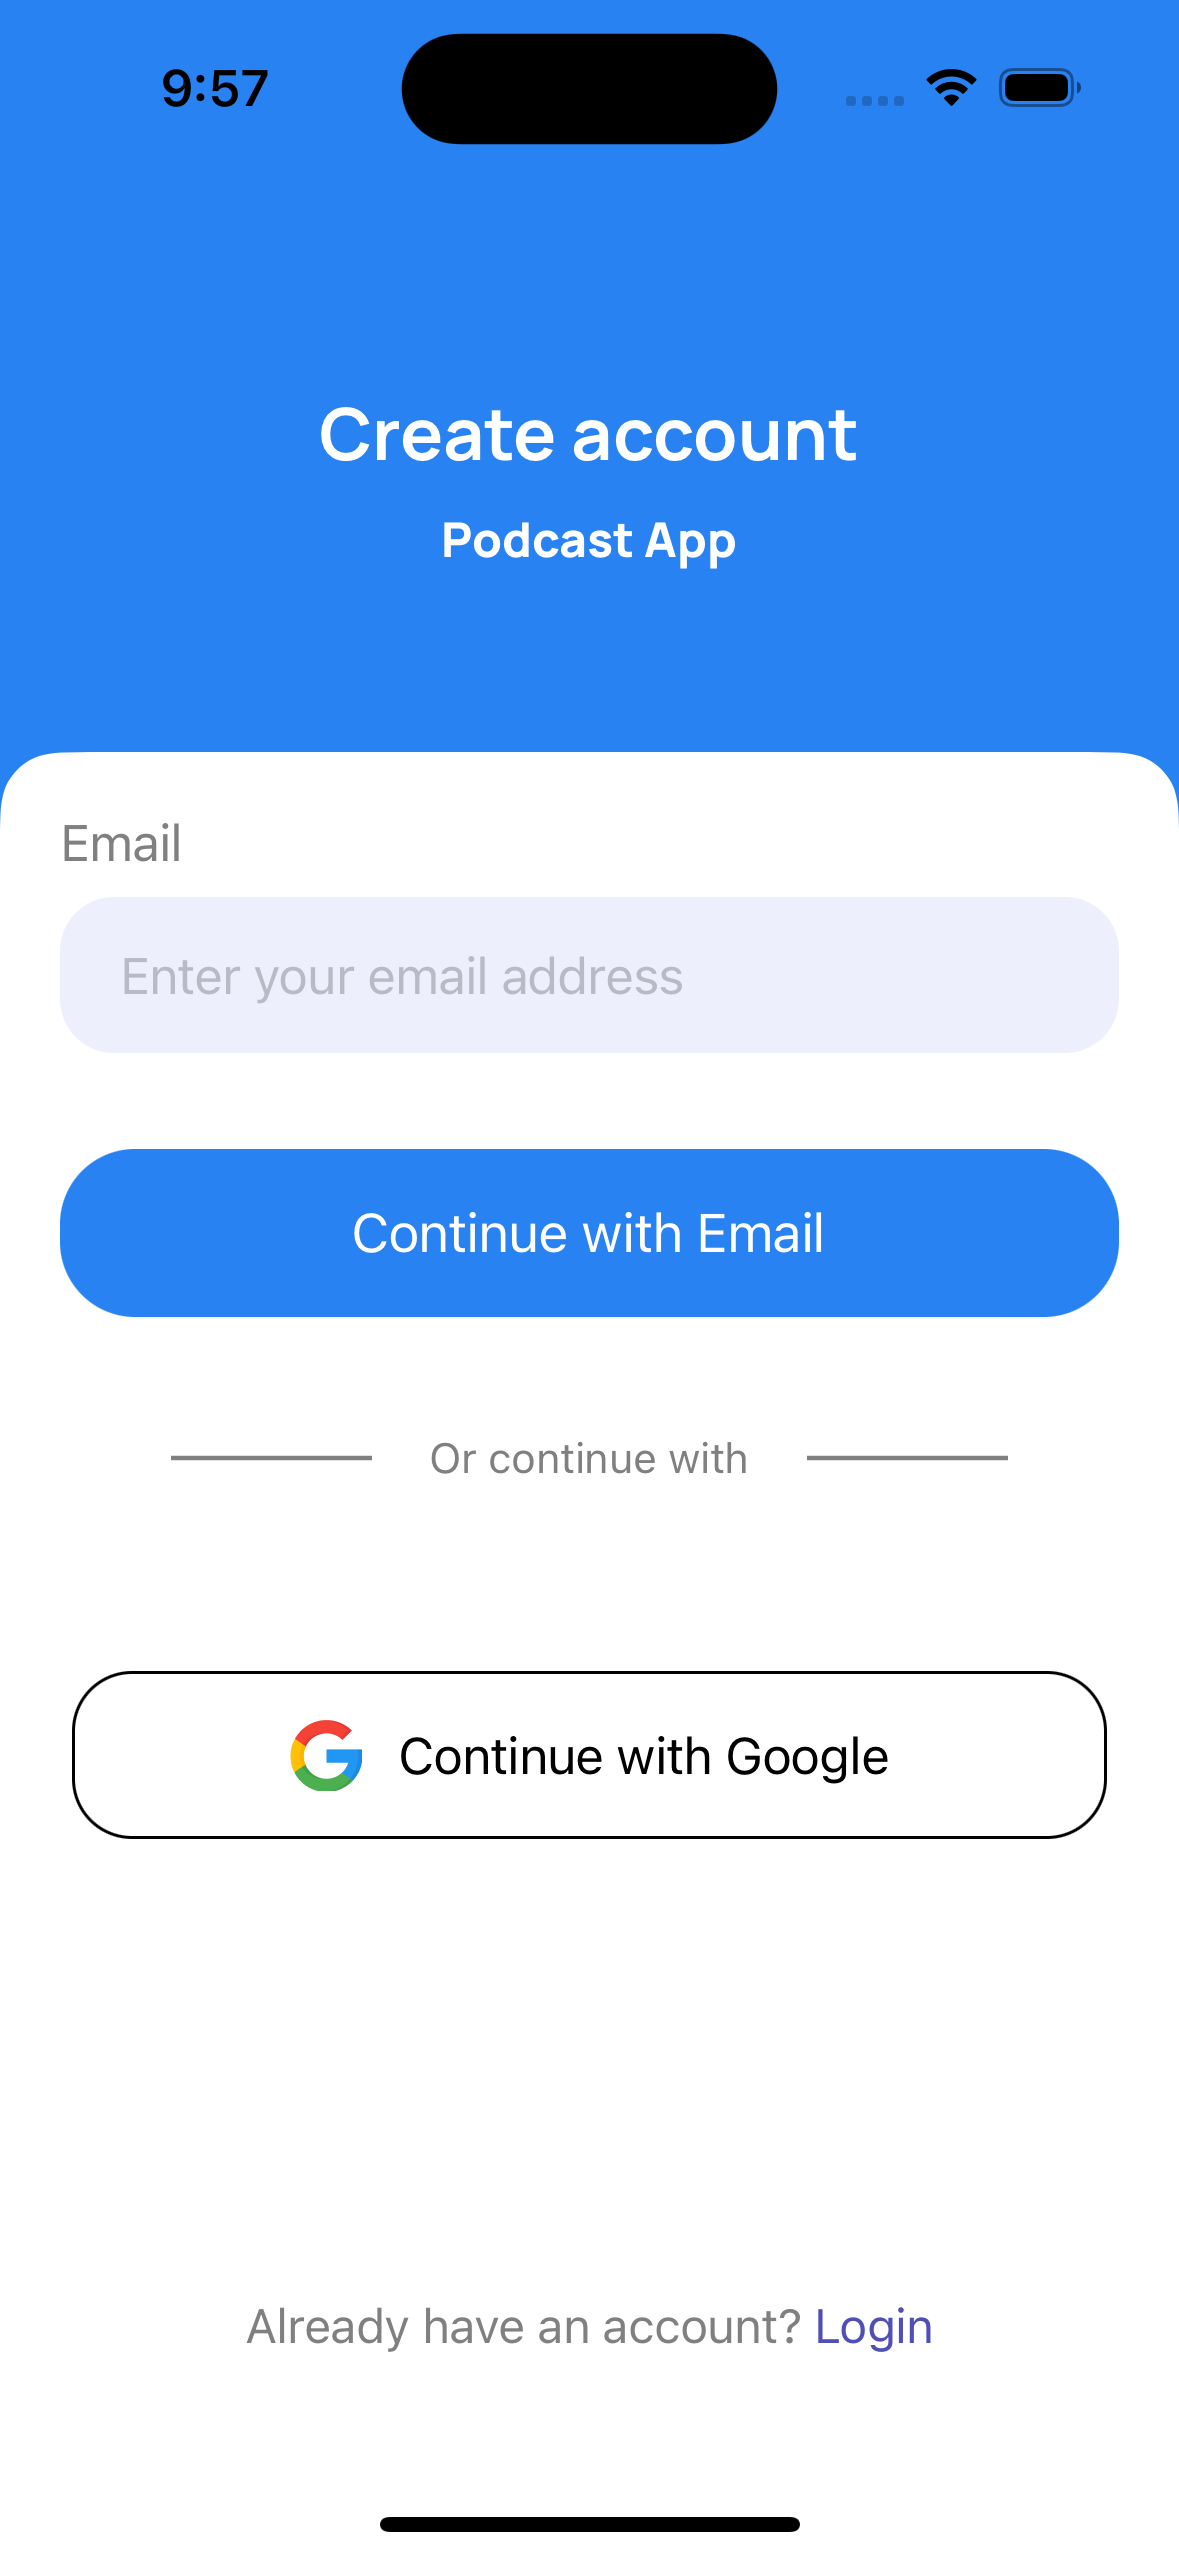 9:57
Create account
Podcast App
Email
Enter your email address
Continue with Email
Or continue with
Continue with Google
Already have an account? Login